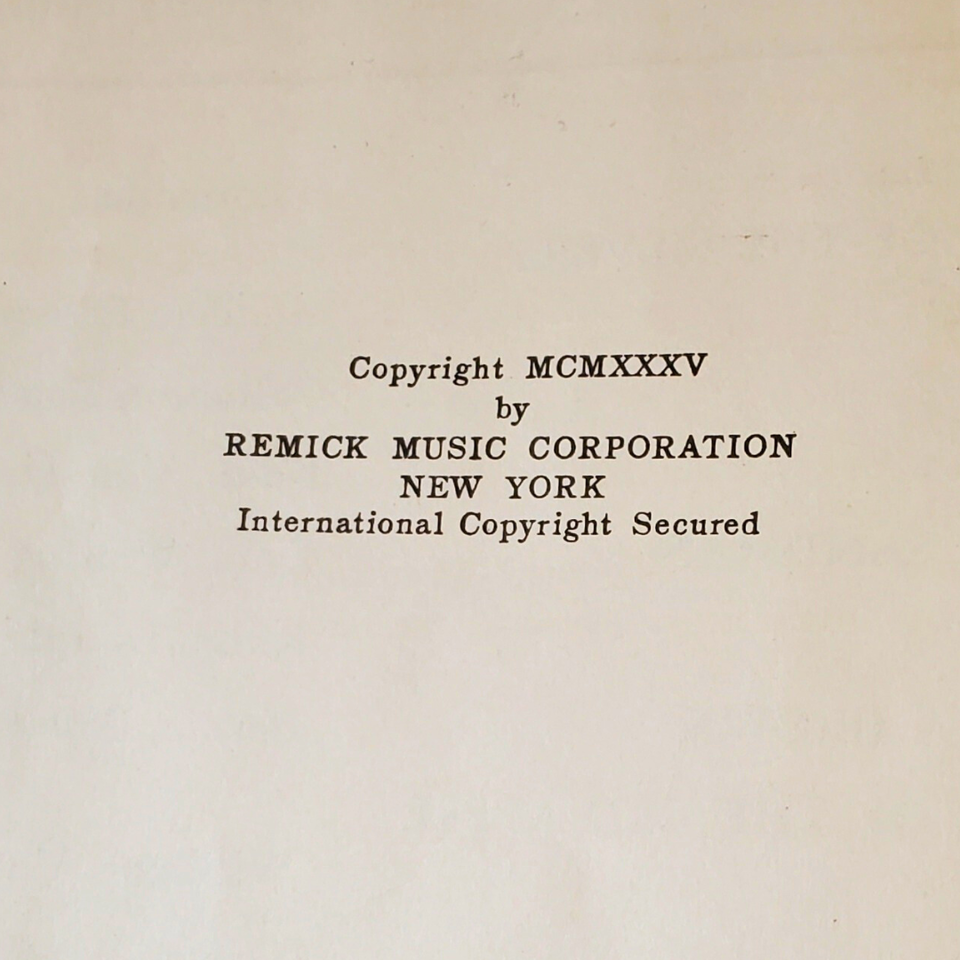 Copyright MCMXXXV
by
REMICK MUSIC CORPORATION
NEW YORK
International Copyright Secured